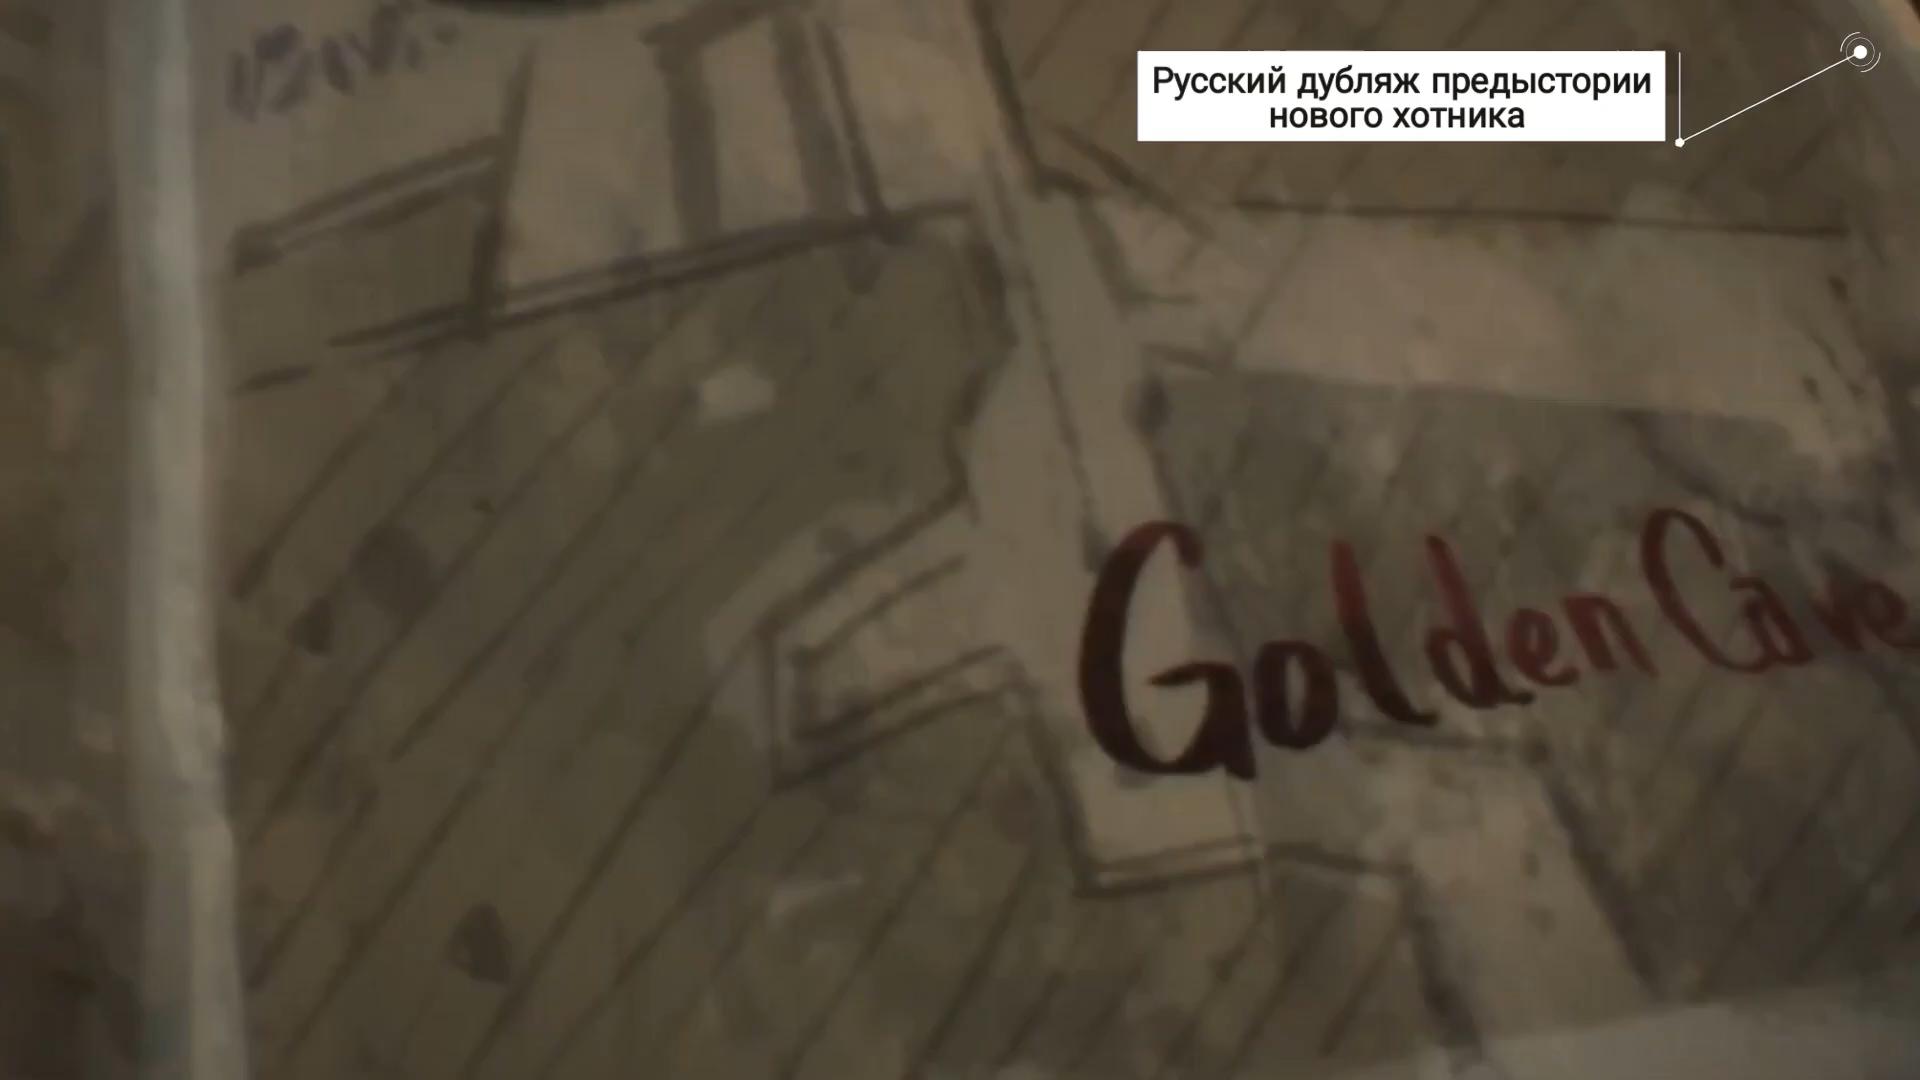 Русский дубляж предыстории
нового хотника
Golden Cave